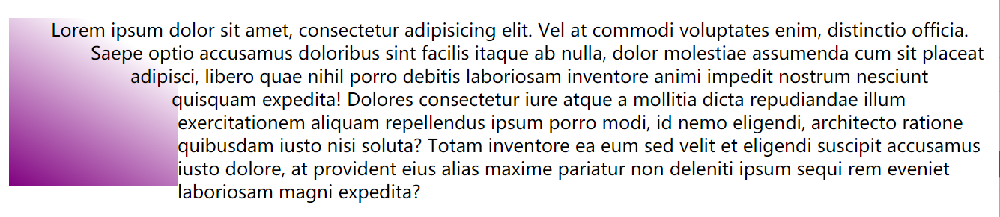 Lorem ipsum dolor sit amet, consectetur adipisicing elit. Vel at commodi voluptates enim, distinctio officia.
Saepe optio accusamus doloribus sint facilis itaque ab nulla, dolor molestiae assumenda cum sit placeat
adipisci, libero quae nihil porro debitis laboriosam inventore animi impedit nostrum nesciunt
quisquam expedita! Dolores consectetur iure atque a mollitia dicta repudiandae illum
exercitationem aliquam repellendus ipsum porro modi, id nemo eligendi, architecto ratione
quibusdam iusto nisi soluta? Totam inventore ea eum sed velit et eligendi suscipit accusamus
iusto dolore, at provident eius alias maxime pariatur non deleniti ipsum sequi rem eveniet
laboriosam magni expedita?